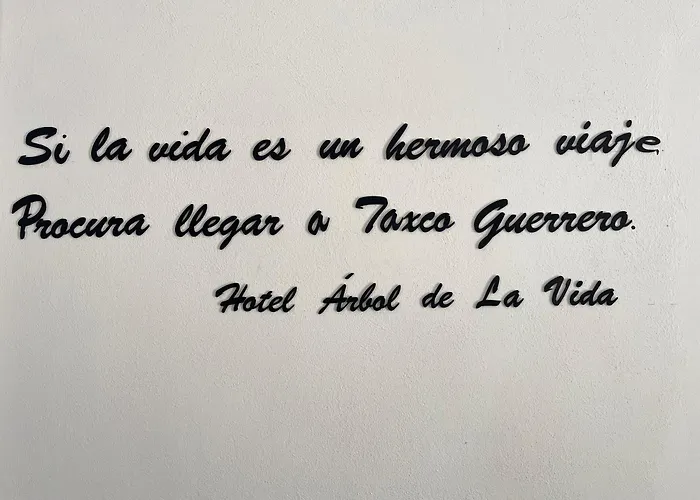 Si la vida es un hermoso viaje
Procura llegar a Taxco Guerrero.
Hotel Árbol de La Vida